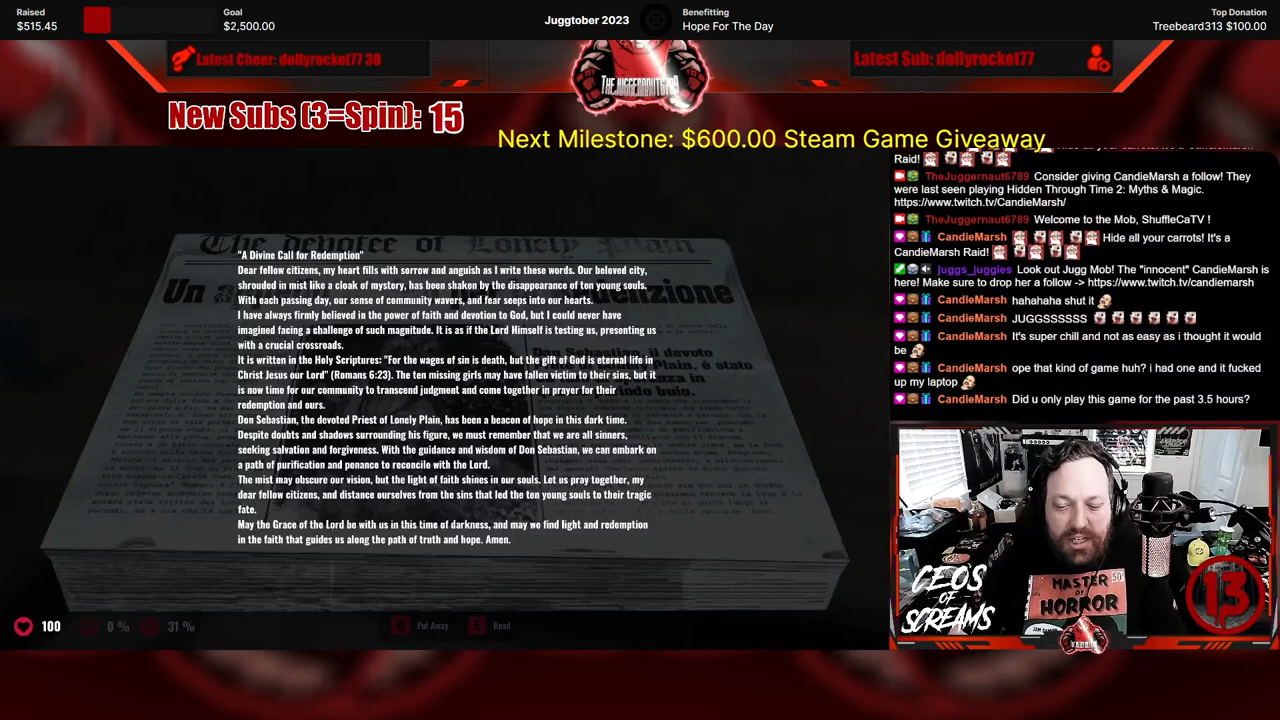 Raised
$515.45
Goal
$2,500.00
Juggtober 2023
Benefitting
Hope For The Day
Top Donation
Treebeard313 $100.00
Latest Cheer: dollyrocket77 30
THEJUGGERNAUT6789
Latest Sub: dollyrocket77
New Subs (3=Spin): 15
Next Milestone: $600.00 Steam Game Giveaway
The devotee of Lonely Plain
"A Divine Call for Redemption"
Dear fellow citizens, my heart fills with sorrow and anguish as I write these words. Our beloved city,
shrouded in mist like a cloak of mystery, has been shaken by the disappearance of ten young souls.
With each passing day, our sense of community wavers, and fear seeps into our hearts.
I have always firmly believed in the power of faith and devotion to God, but I could never have
imagined facing a challenge of such magnitude. It is as if the Lord Himself is testing us, presenting us
with a crucial crossroads.
It is written in the Holy Scriptures: "For the wages of sin is death, but the gift of God is eternal life in
Christ Jesus our Lord" (Romans 6:23). The ten missing girls may have fallen victim to their sins, but it
is now time for our community to transcend judgment and come together in prayer for their
redemption and ours.
Don Sebastian, the devoted Priest of Lonely Plain, has been a beacon of hope in this dark time.
Despite doubts and shadows surrounding his figure, we must remember that we are all sinners,
seeking salvation and forgiveness. With the guidance and wisdom of Don Sebastian, we can embark on
a path of purification and penance to reconcile with the Lord.
The mist may obscure our vision, but the light of faith shines in our souls. Let us pray together, my
dear fellow citizens, and distance ourselves from the sins that led the ten young souls to their tragic
fate.
May the Grace of the Lord be with us in this time of darkness, and may we find light and redemption
in the faith that guides us along the path of truth and hope. Amen.
100
0 %
31 %
Put Away
E
Read
Raid!
TheJuggernaut6789 Consider giving CandieMarsh a follow! They
were last seen playing Hidden Through Time 2: Myths & Magic.
https://www.twitch.tv/CandieMarsh/
TheJuggernaut6789 Welcome to the Mob, ShuffleCaTV !
CandieMarsh Hide all your carrots! It's a
CandieMarsh Raid!
juggs_juggies Look out Jugg Mob! The "innocent" CandieMarsh is
here! Make sure to drop her a follow -> https://www.twitch.tv/candiemarsh
CandieMarsh hahahaha shut it
CandieMarsh JUGGSSSSSS
CandieMarsh It's super chill and not as easy as i thought it would
be
CandieMarsh ope that kind of game huh? i had one and it fucked
up my laptop
CandieMarsh Did u only play this game for the past 3.5 hours?
CEOS
OF
SCREAMS
MASTER
OF
HORROR
50¢
13